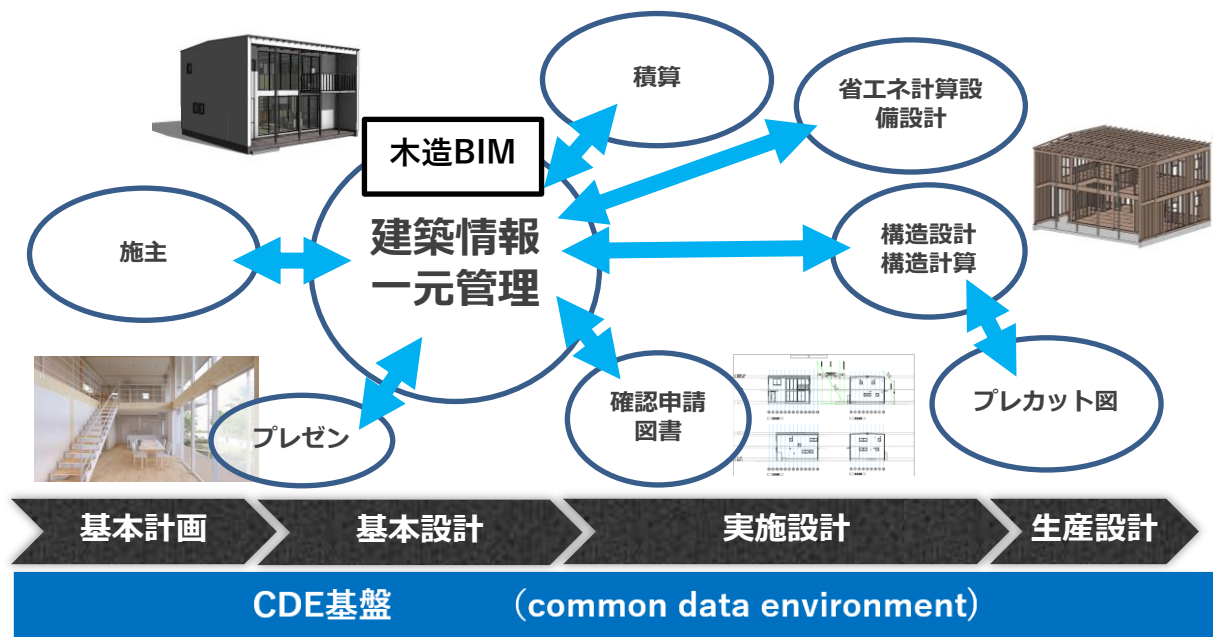 積算
省エネ計算設
備設計
木造BIM
建築情報
一元管理
施主
構造設計
構造計算
確認申請
図書
プレカット図
プレゼン
基本計画
基本設計
実施設計
生産設計
CDE基盤 （common data environment）